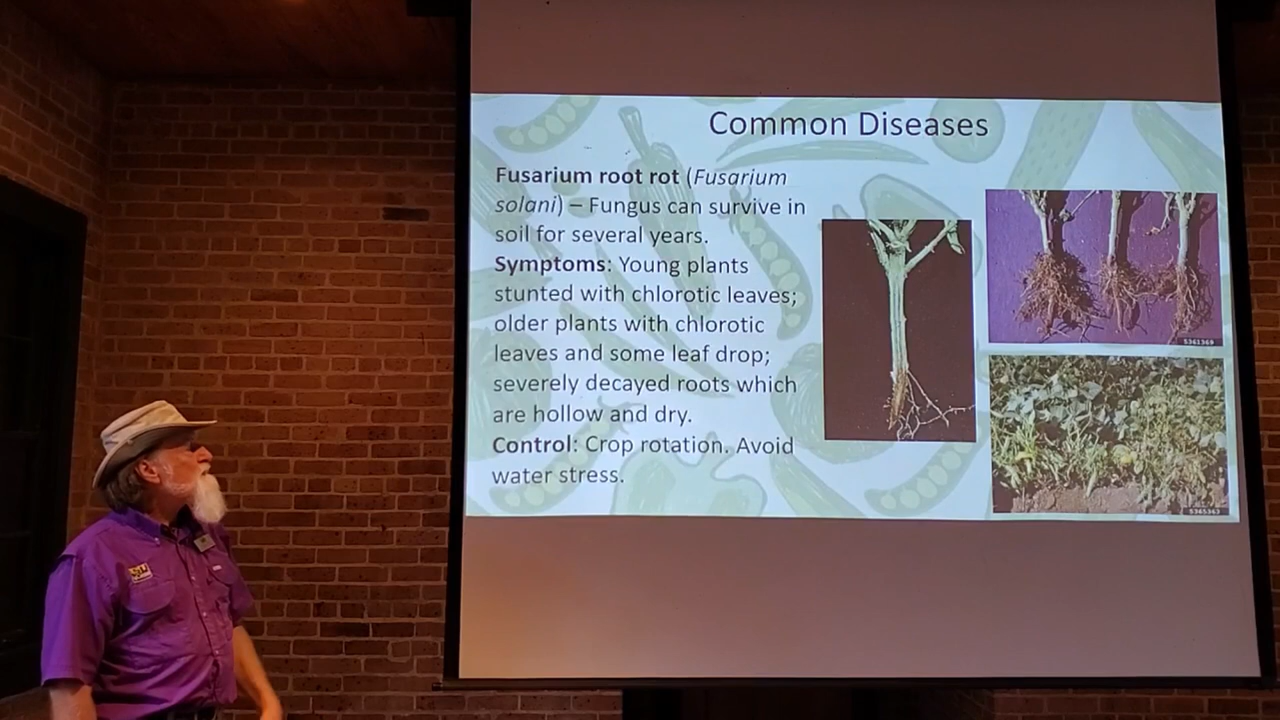 Common Diseases
Fusarium root rot (Fusarium
solani) – Fungus can survive in
soil for several years.
Symptoms: Young plants
stunted with chlorotic leaves;
older plants with chlorotic
leaves and some leaf drop;
severely decayed roots which
are hollow and dry.
Control: Crop rotation. Avoid
water stress.
5361369
5365363